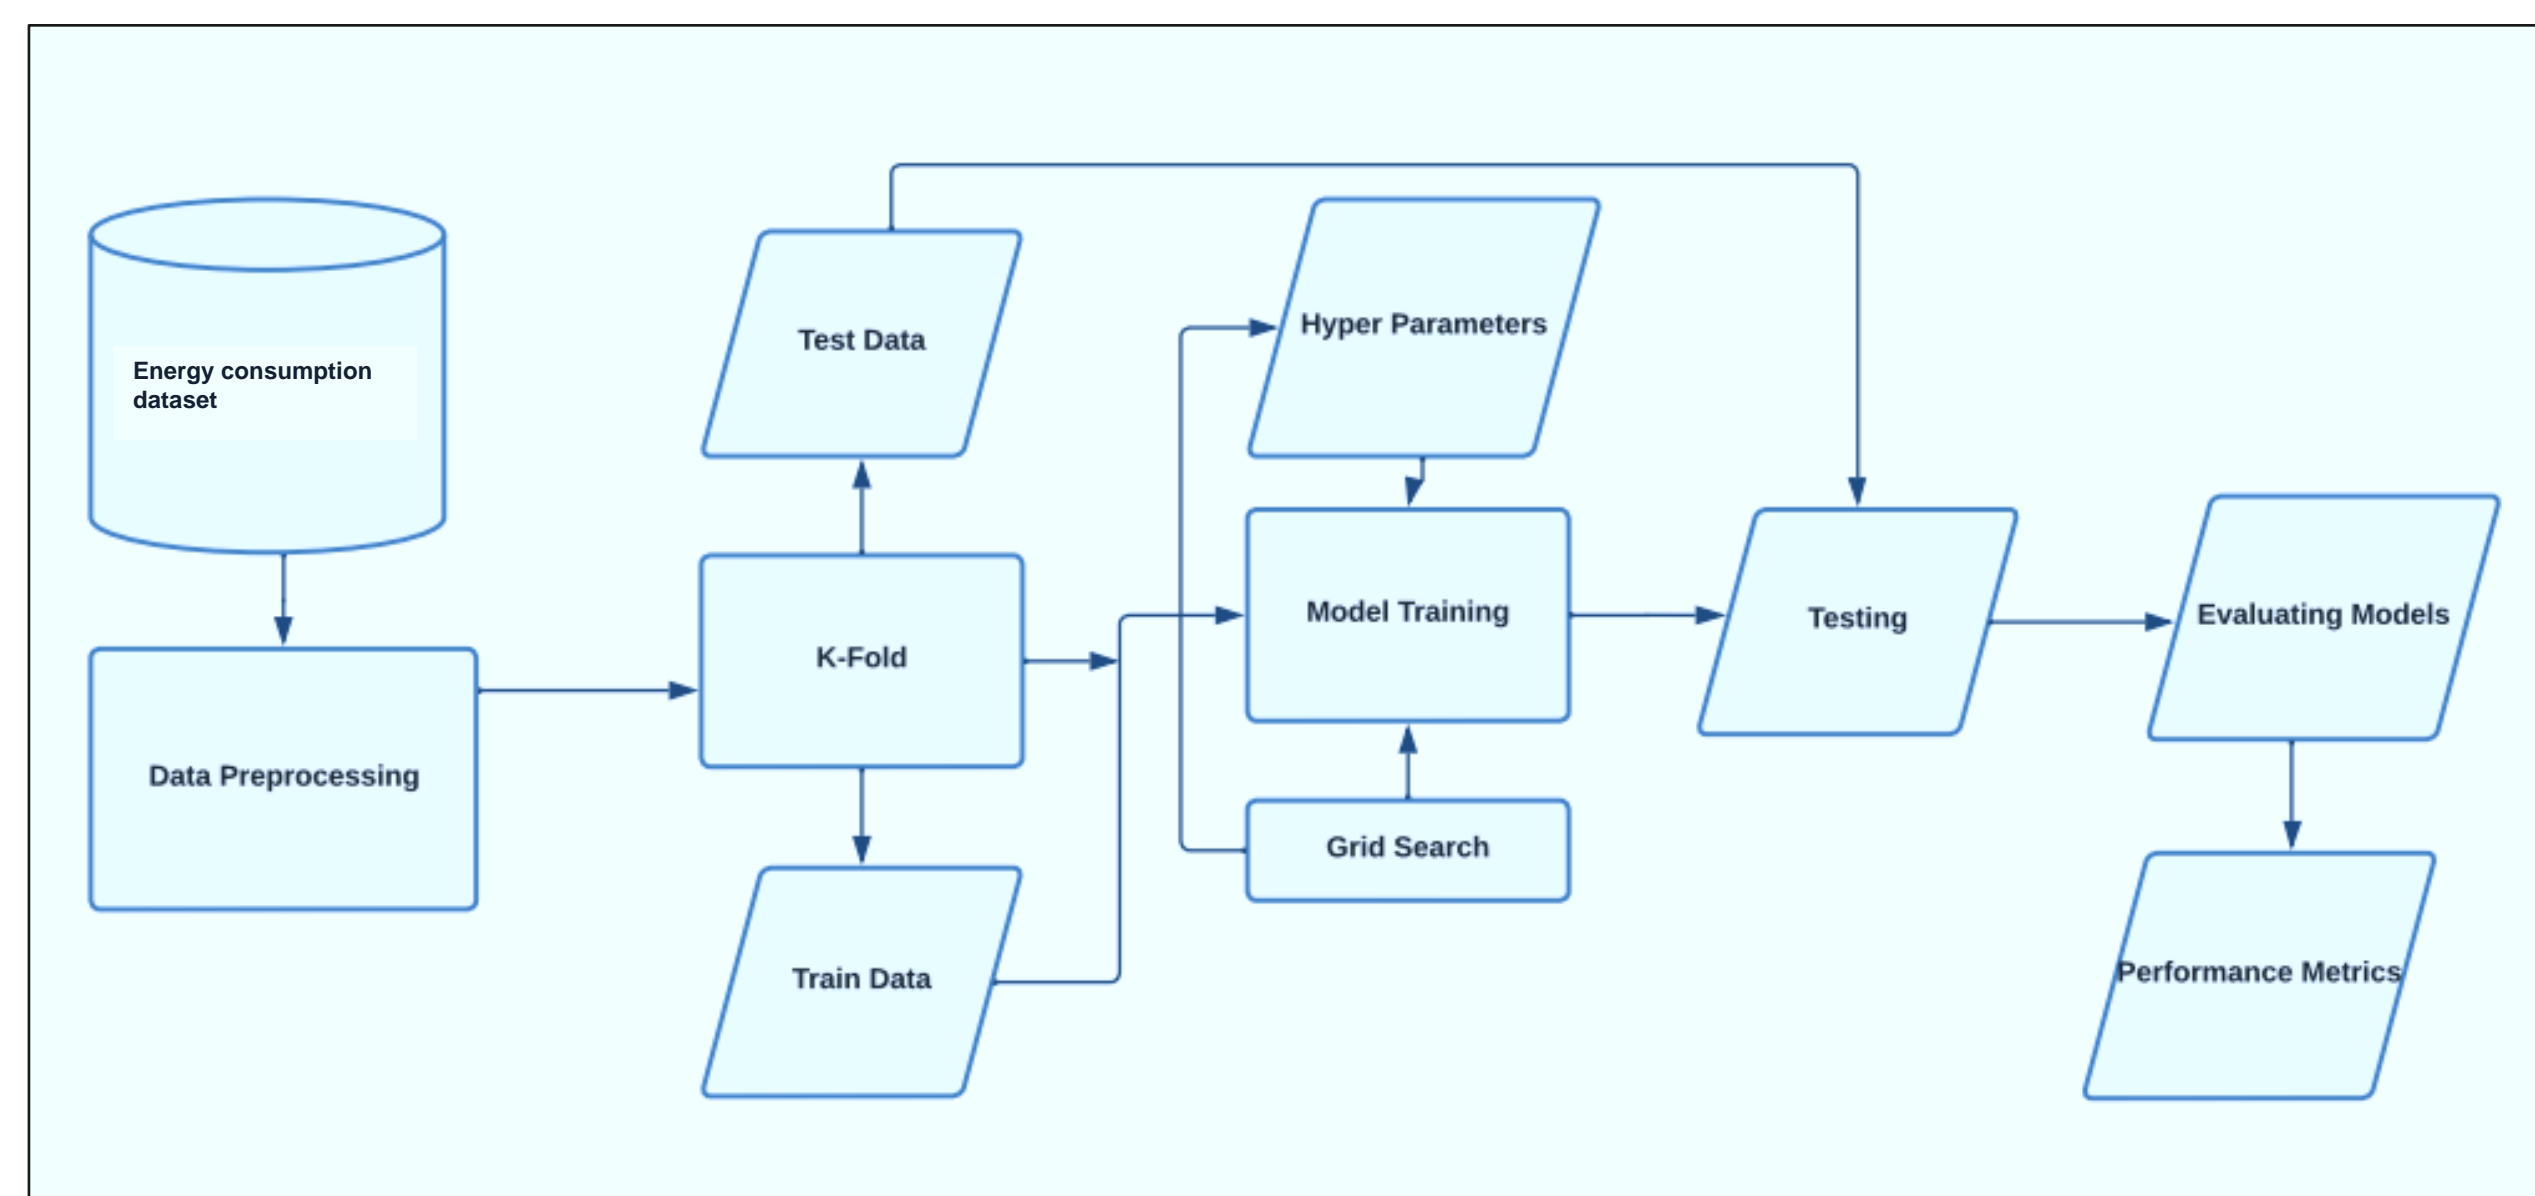 Energy consumption
dataset
Data Preprocessing
Test Data
K-Fold
Train Data
Hyper Parameters
Model Training
Grid Search
Testing
Evaluating Models
Performance Metrics